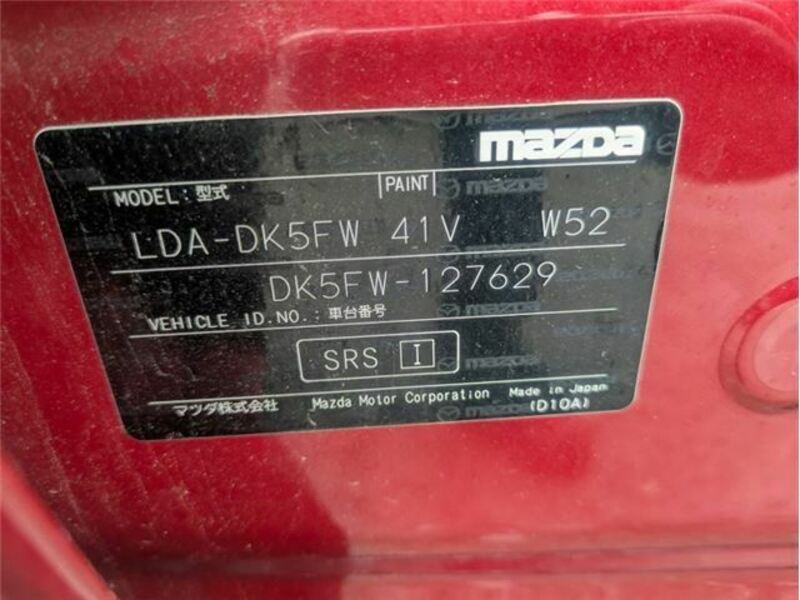 mazda
MODEL: 型式 PAINT
LDA-DK5FW 41V W52
DK5FW-127629
VEHICLE ID.NO.: 車台番号
SRS I
マツダ株式会社 Mazda Motor Corporation Made in Japan
(D10A)